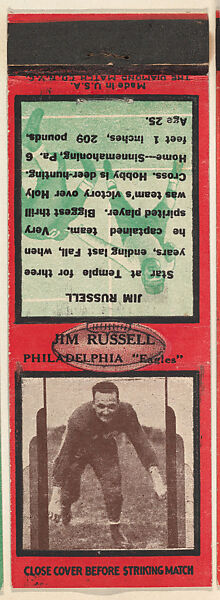 JIM RUSSELL
Star at Temple for three
years ending last Fall, when
he captained team. Very
spirited player. Biggest thrill
was team's victory over Holy
Cross. Hobby is deer-hunting.
Home—Sinnemahoning, Pa. 6
feet 1 inches, 209 pounds.
Age 25.
THE DIAMOND MATCH CO. N.Y.C.
Made in U.S.A.
JIM RUSSELL
PHILADELPHIA "Eagles"
CLOSE COVER BEFORE STRIKING MATCH